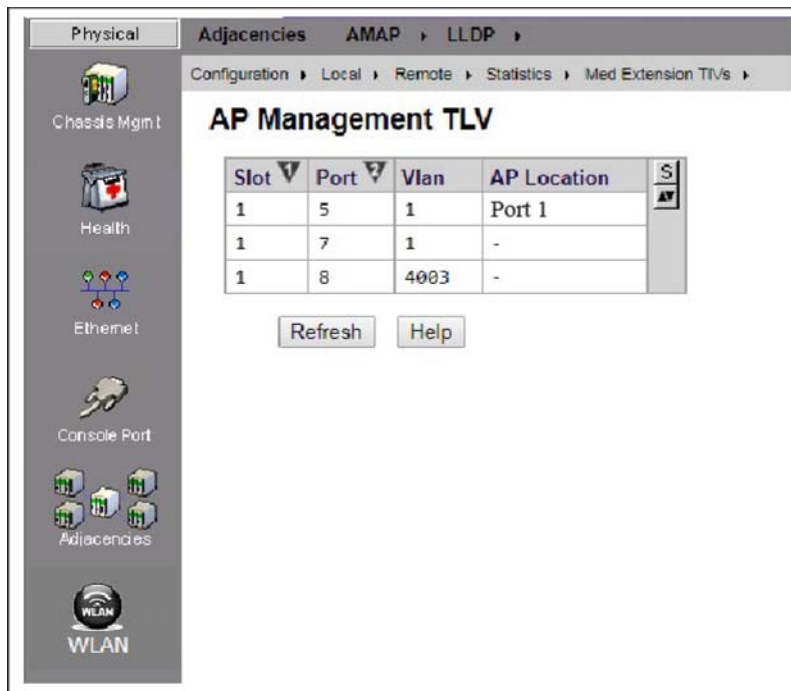 Physical
Adjacencies AMAP LLDP
Configuration Local Remote Statistics Med Extension TlVs
Chassis Mgmt
AP Management TLV
Slot 1 Port 2 Vlan AP Location S
1 5 1 Port 1
1 7 1 -
1 8 4003 -
Health
Refresh Help
Ethernet
Console Port
Adjacencies
WLAN
WLAN